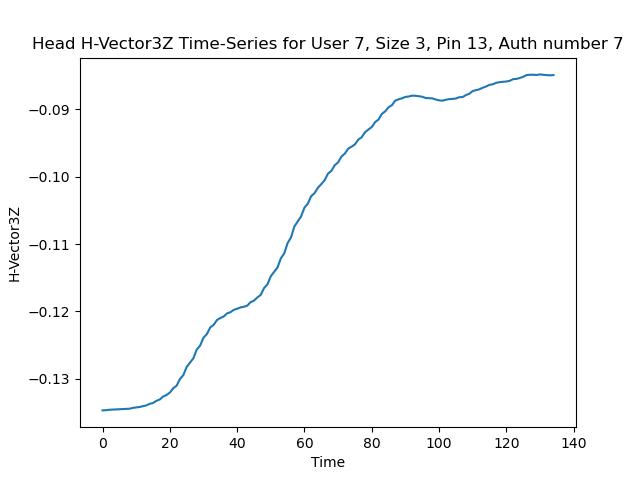 Head H-Vector3Z Time-Series for User 7, Size 3, Pin 13, Auth number 7
H-Vector3Z
−0.09
−0.10
−0.11
−0.12
−0.13
0 20 40 60 80 100 120 140
Time